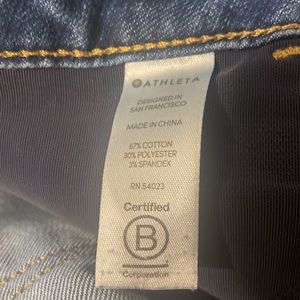 ATHLETA
DESIGNED IN
SAN FRANCISCO
MADE IN CHINA
67% COTTON
30% POLYESTER
3% SPANDEX
RN 54023
Certified
B
Corporation